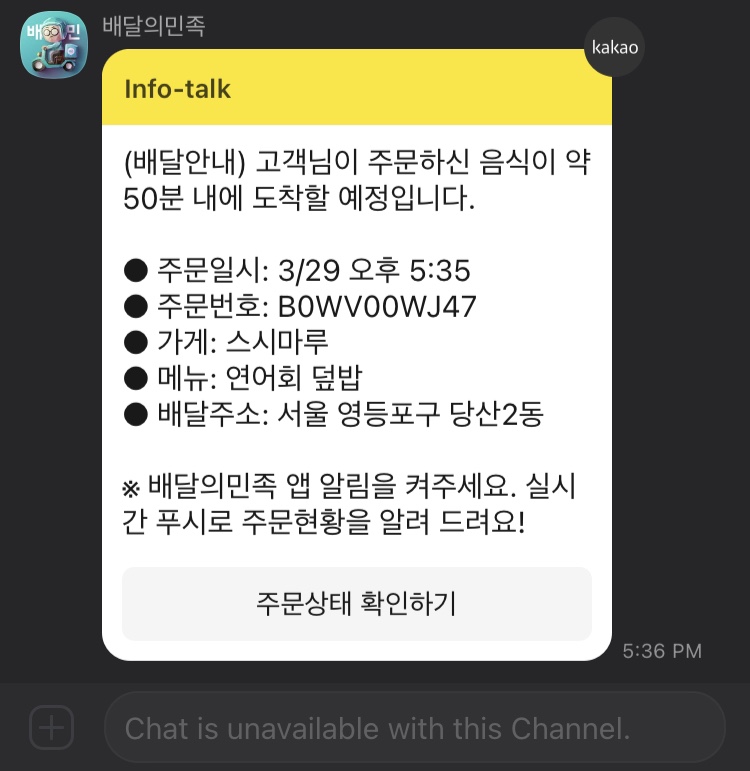 배달의민족
배 민
kakao
Info-talk
(배달안내) 고객님이 주문하신 음식이 약
50분 내에 도착할 예정입니다.
● 주문일시: 3/29 오후 5:35
● 주문번호: B0WV00WJ47
● 가게: 스시마루
● 메뉴: 연어회 덮밥
● 배달주소: 서울 영등포구 당산2동
※ 배달의민족 앱 알림을 켜주세요. 실시
간 푸시로 주문현황을 알려 드려요!
주문상태 확인하기
5:36 PM
Chat is unavailable with this Channel.